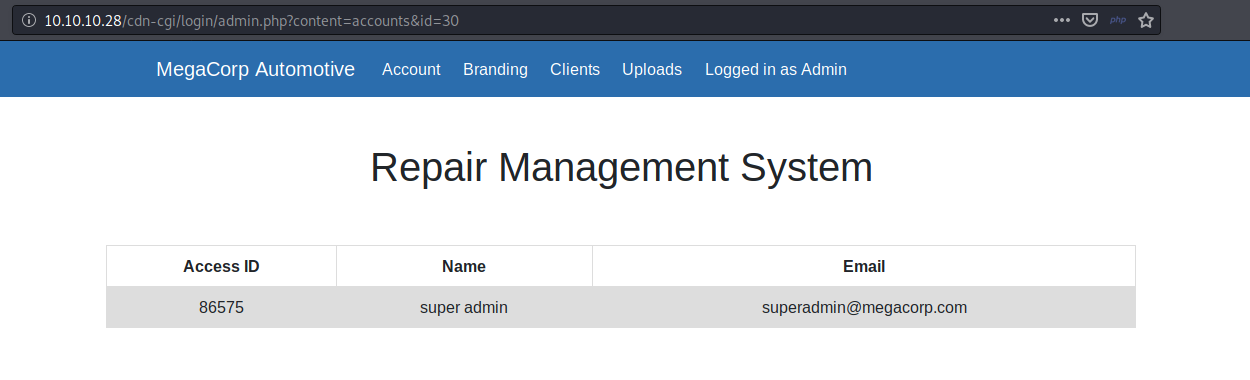 10.10.10.28/cdn-cgi/login/admin.php?content=accounts&id=30 php
MegaCorp Automotive Account Branding Clients Uploads Logged in as Admin
Repair Management System
Access ID Name Email
86575 super admin superadmin@megacorp.com